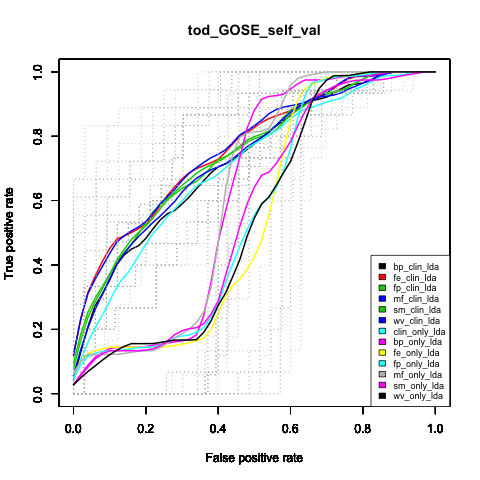 tod_GOSE_self_val
True positive rate
1.0
0.8
0.6
0.4
0.2
0.0
bp_clin_lda
fe_clin_lda
fp_clin_lda
mf_clin_lda
sm_clin_lda
wv_clin_lda
clin_only_lda
bp_only_lda
fe_only_lda
fp_only_lda
mf_only_lda
sm_only_lda
wv_only_lda
0.0 0.2 0.4 0.6 0.8 1.0
False positive rate